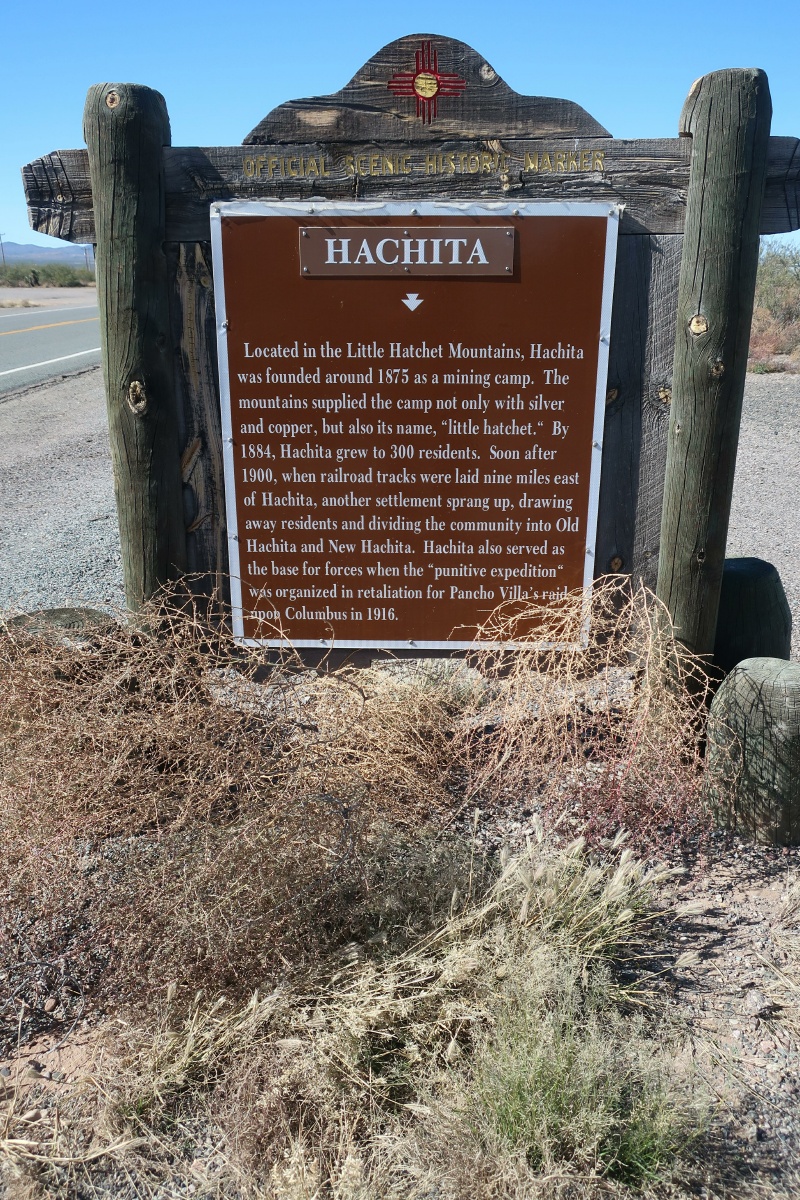 OFFICIAL SCENIC HISTORIC MARKER
HACHITA
Located in the Little Hatchet Mountains, Hachita
was founded around 1875 as a mining camp. The
mountains supplied the camp not only with silver
and copper, but also its name, “little hatchet.“ By
1884, Hachita grew to 300 residents. Soon after
1900, when railroad tracks were laid nine miles east
of Hachita, another settlement sprang up, drawing
away residents and dividing the community into Old
Hachita and New Hachita. Hachita also served as
the base for forces when the “punitive expedition“
was organized in retaliation for Pancho Villa's raid
upon Columbus in 1916.